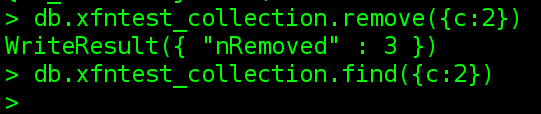 > db.xfntest_collection.remove({c:2})
WriteResult({ "nRemoved" : 3 })
> db.xfntest_collection.find({c:2})
>